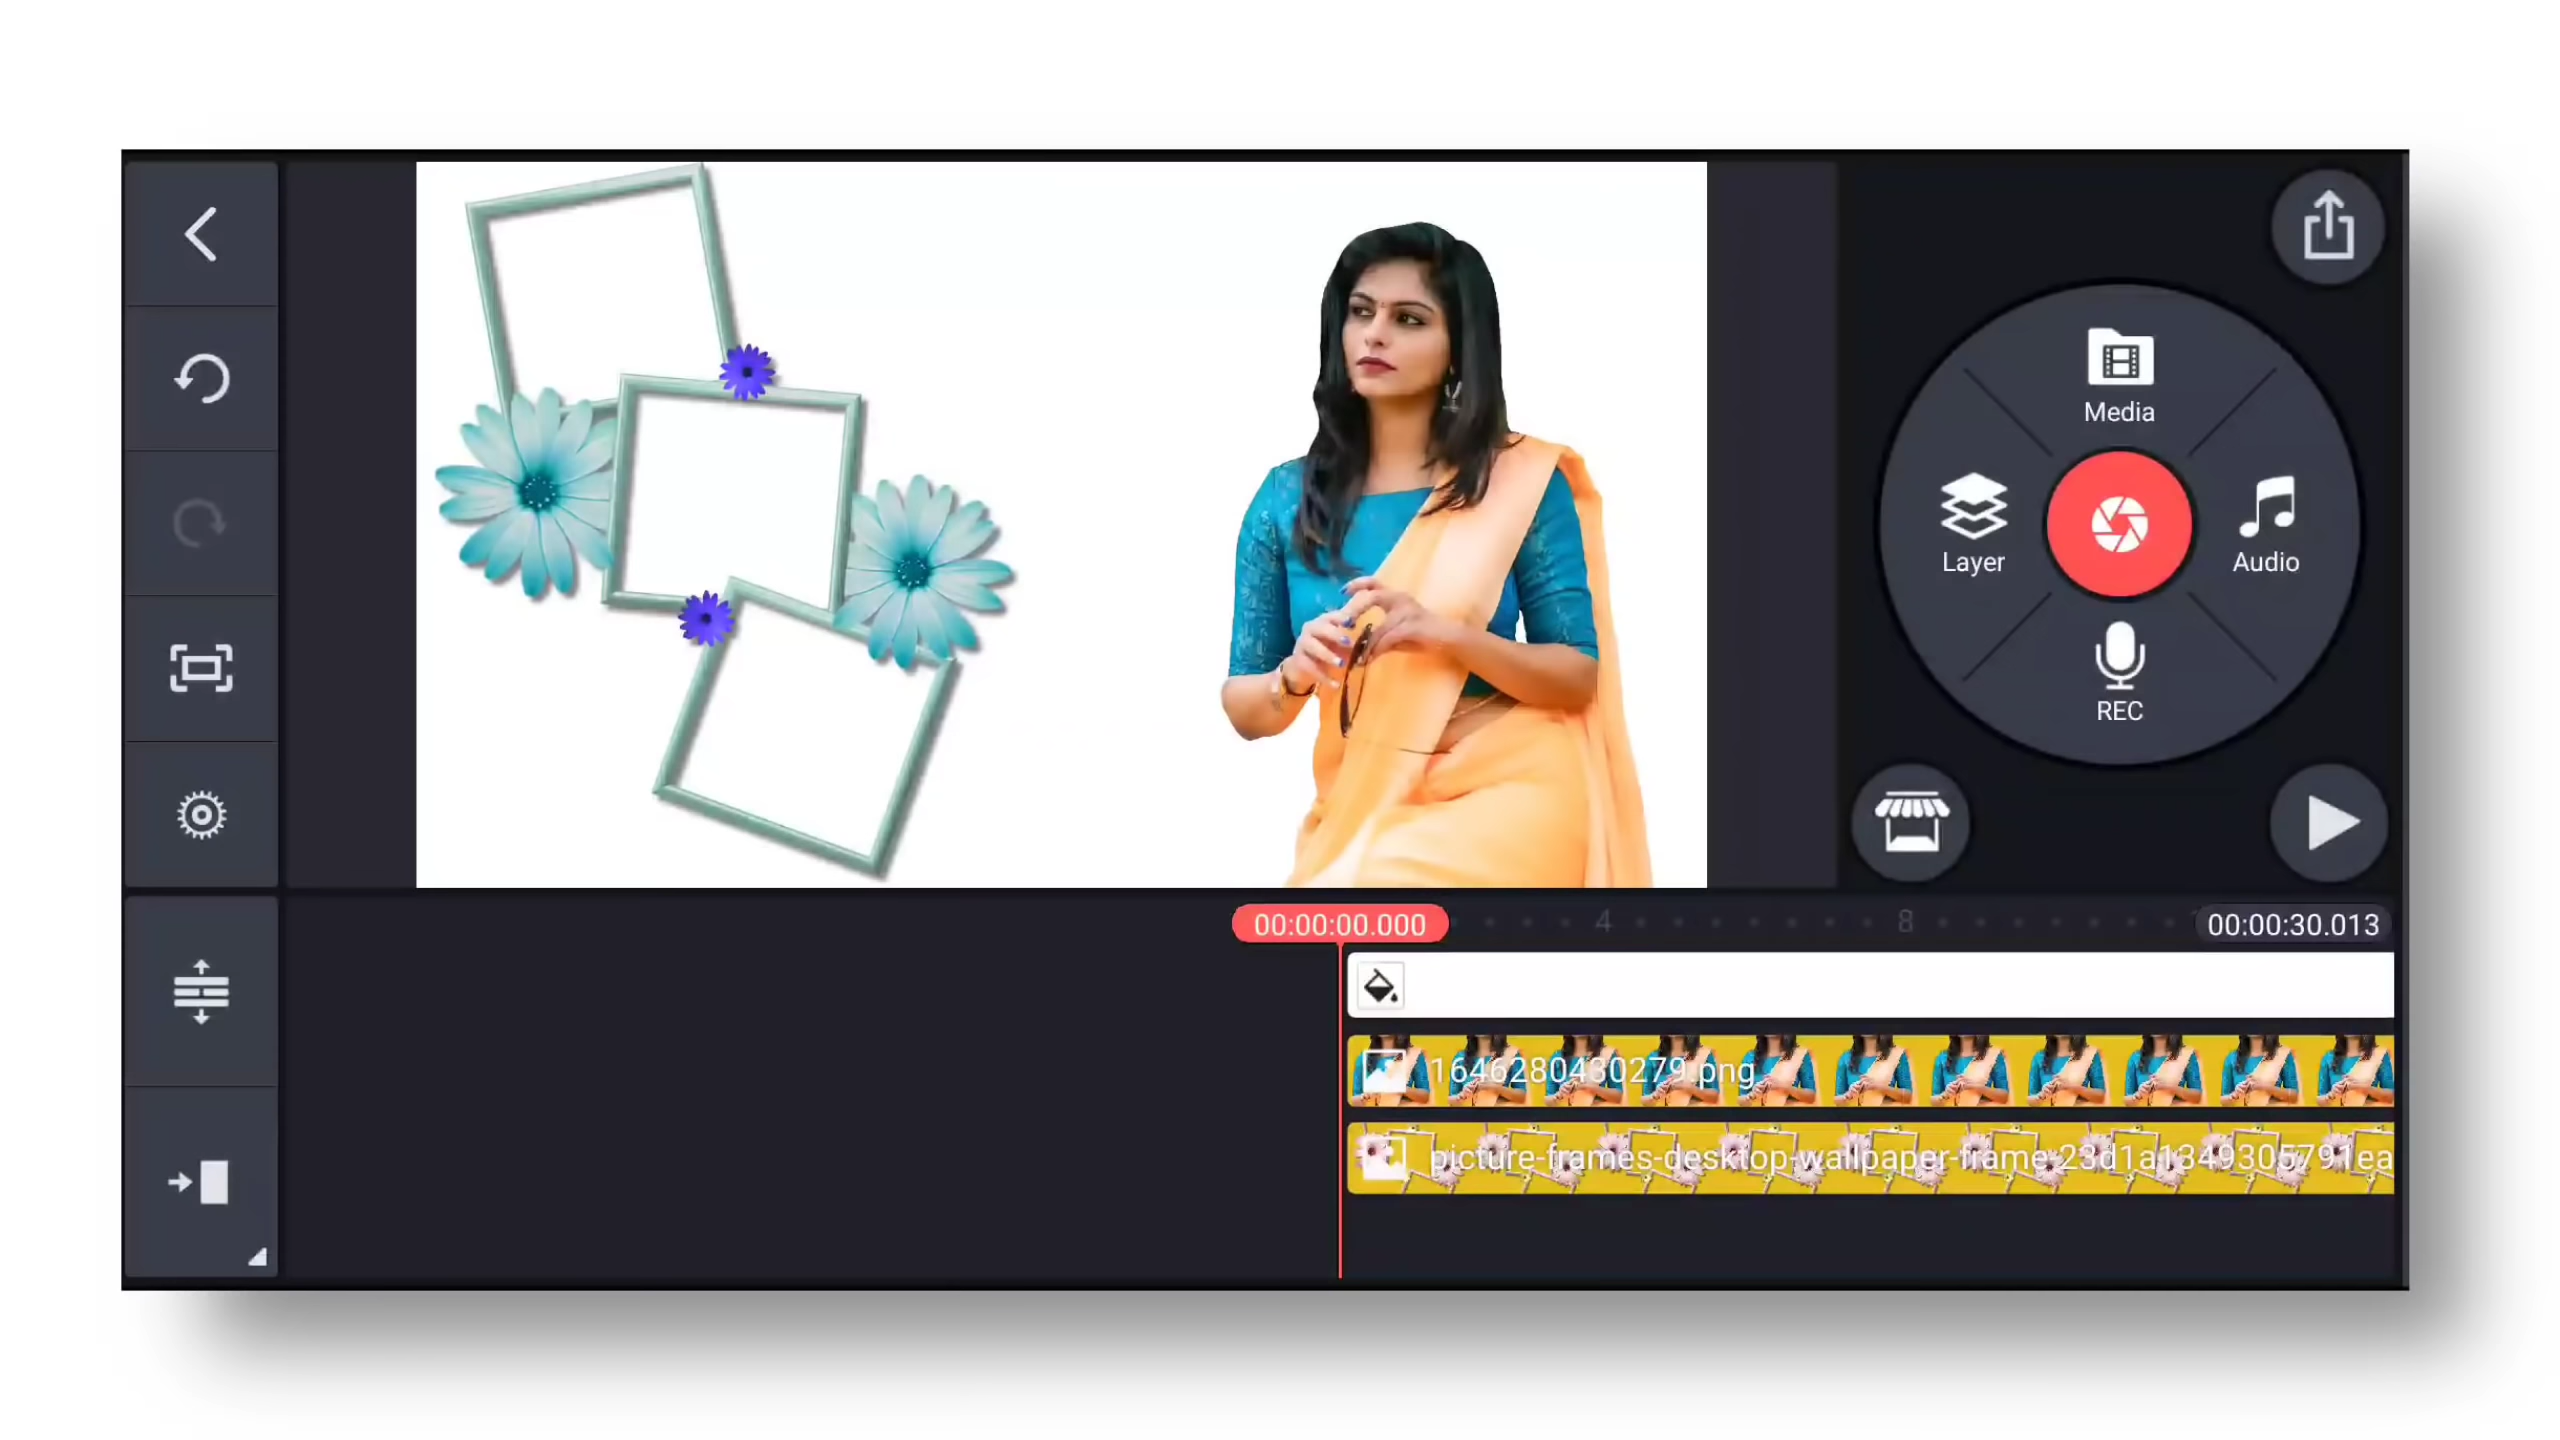 Media
Layer
Audio
REC
00:00:00.000
4
8
00:00:30.013
1646280430279.png
picture-frames-desktop-wallpaper-frame-23d1a1349305791ea